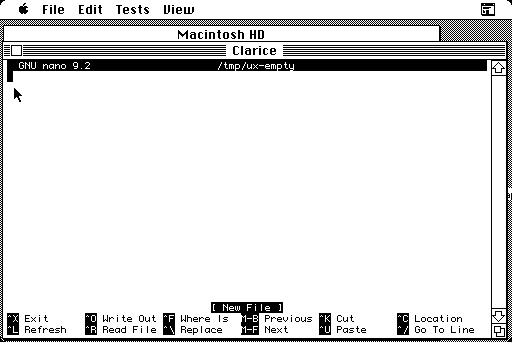 File Edit Tests View
Macintosh HD
Clarice
GNU nano 9.2 /tmp/ux-empty
[ New File ]
^X Exit ^O Write Out ^F Where Is M-B Previous ^K Cut ^C Location
^L Refresh ^R Read File ^\ Replace M-F Next ^U Paste ^/ Go To Line